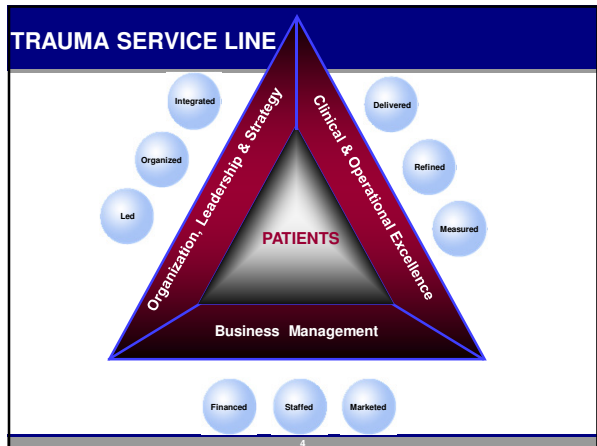 TRAUMA SERVICE LINE
Integrated
Organized
Led
Organization, Leadership & Strategy
Clinical & Operational Excellence
Delivered
Refined
Measured
PATIENTS
Business Management
Financed
Staffed
Marketed
4